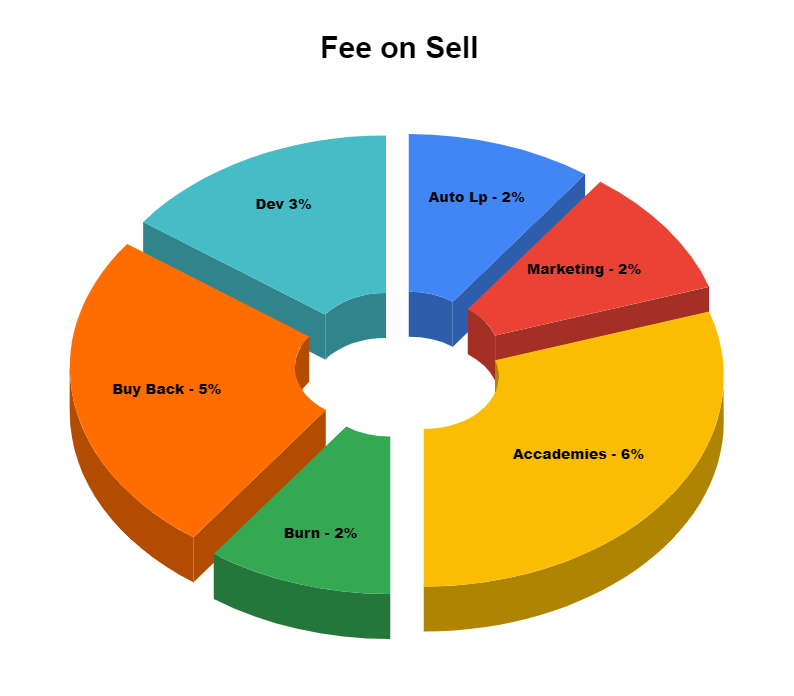 Fee on Sell
Dev 3%
Auto Lp - 2%
Marketing - 2%
Buy Back - 5%
Accademies - 6%
Burn - 2%